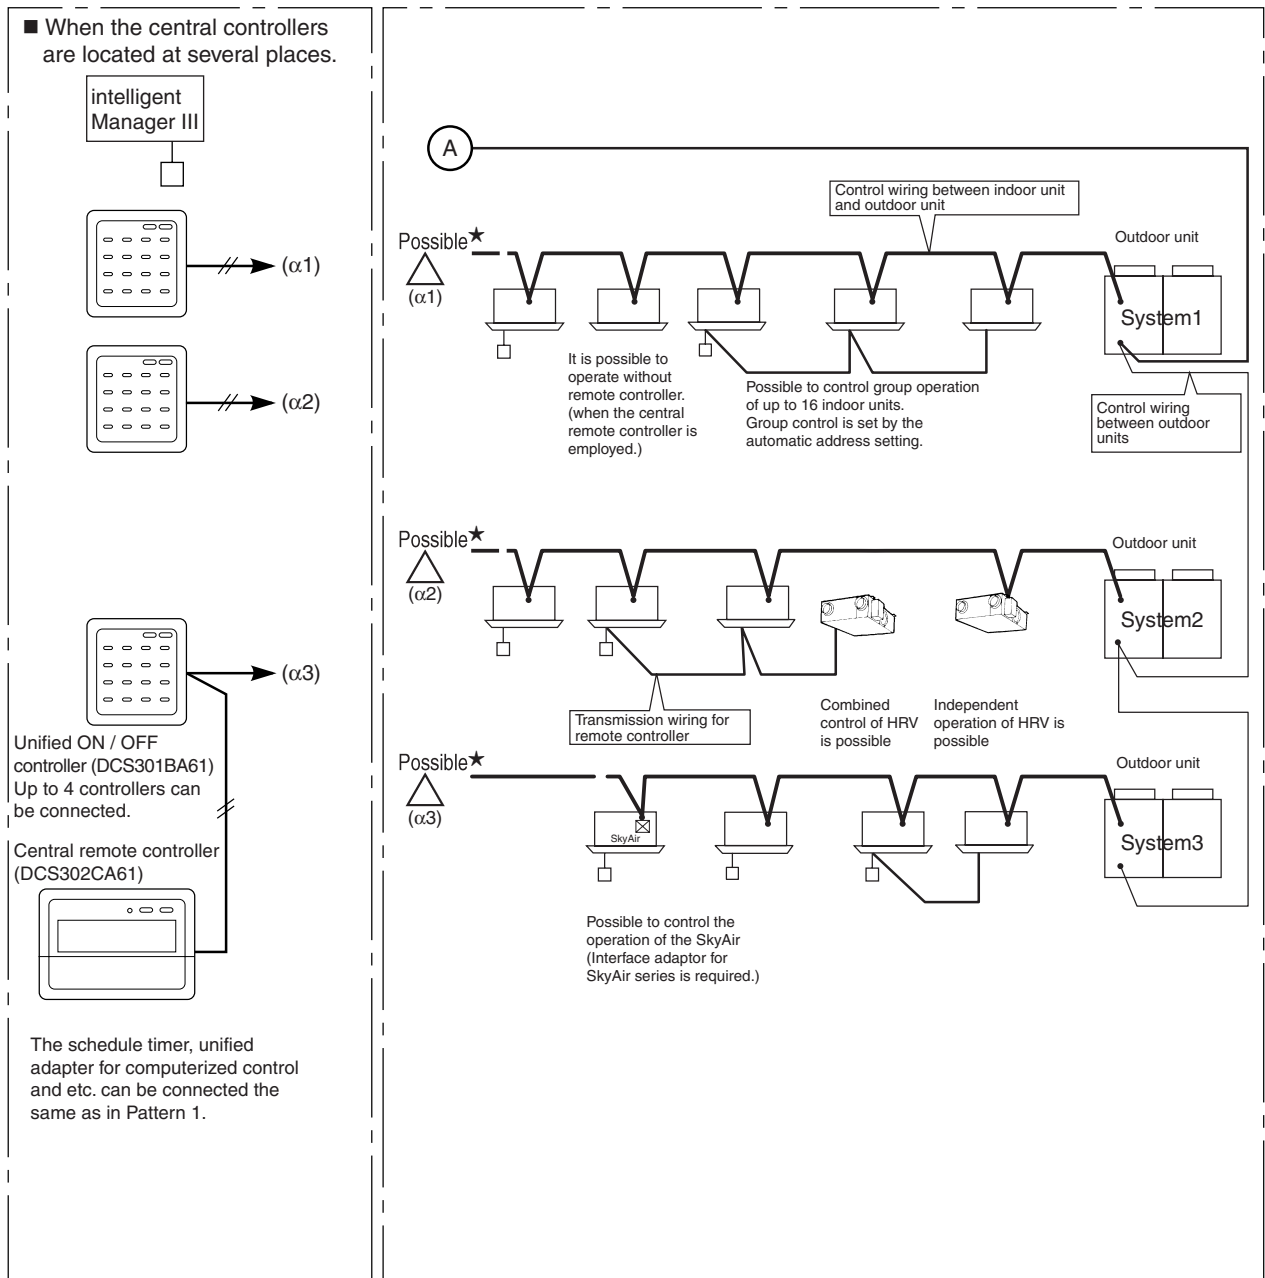 ■ When the central controllers
are located at several places.
intelligent
Manager III
(α1)
(α2)
(α3)
Unified ON / OFF
controller (DCS301BA61)
Up to 4 controllers can
be connected.
Central remote controller
(DCS302CA61)
The schedule timer, unified
adapter for computerized control
and etc. can be connected the
same as in Pattern 1.
A
Control wiring between indoor unit
and outdoor unit
Possible★
(α1)
Outdoor unit
System1
It is possible to
operate without
remote controller.
(when the central
remote controller is
employed.)
Possible to control group operation
of up to 16 indoor units.
Group control is set by the
automatic address setting.
Control wiring
between outdoor
units
Possible★
(α2)
Outdoor unit
System2
Transmission wiring for
remote controller
Combined
control of HRV
is possible
Independent
operation of HRV is
possible
Possible★
(α3)
Outdoor unit
SkyAir
System3
Possible to control the
operation of the SkyAir
(Interface adaptor for
SkyAir series is required.)